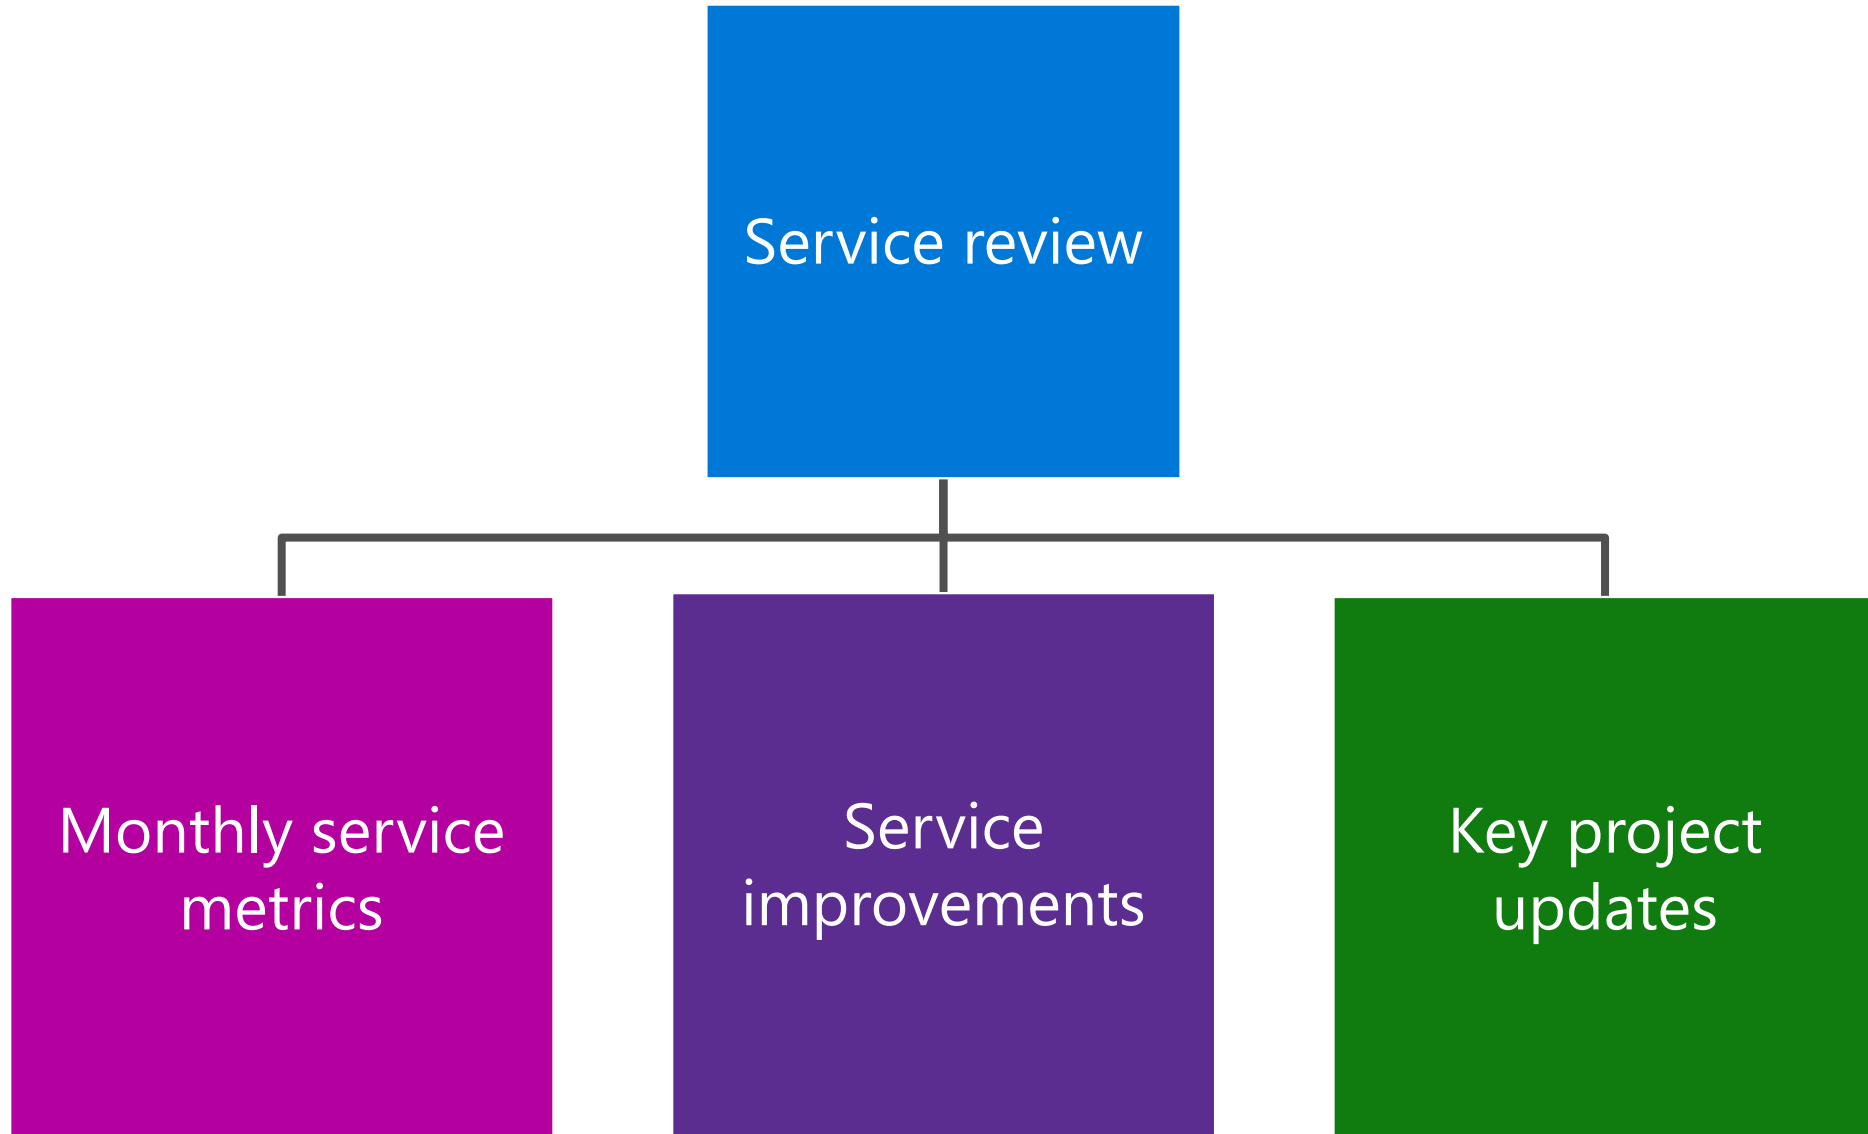 Service review
Monthly service
metrics
Service
improvements
Key project
updates